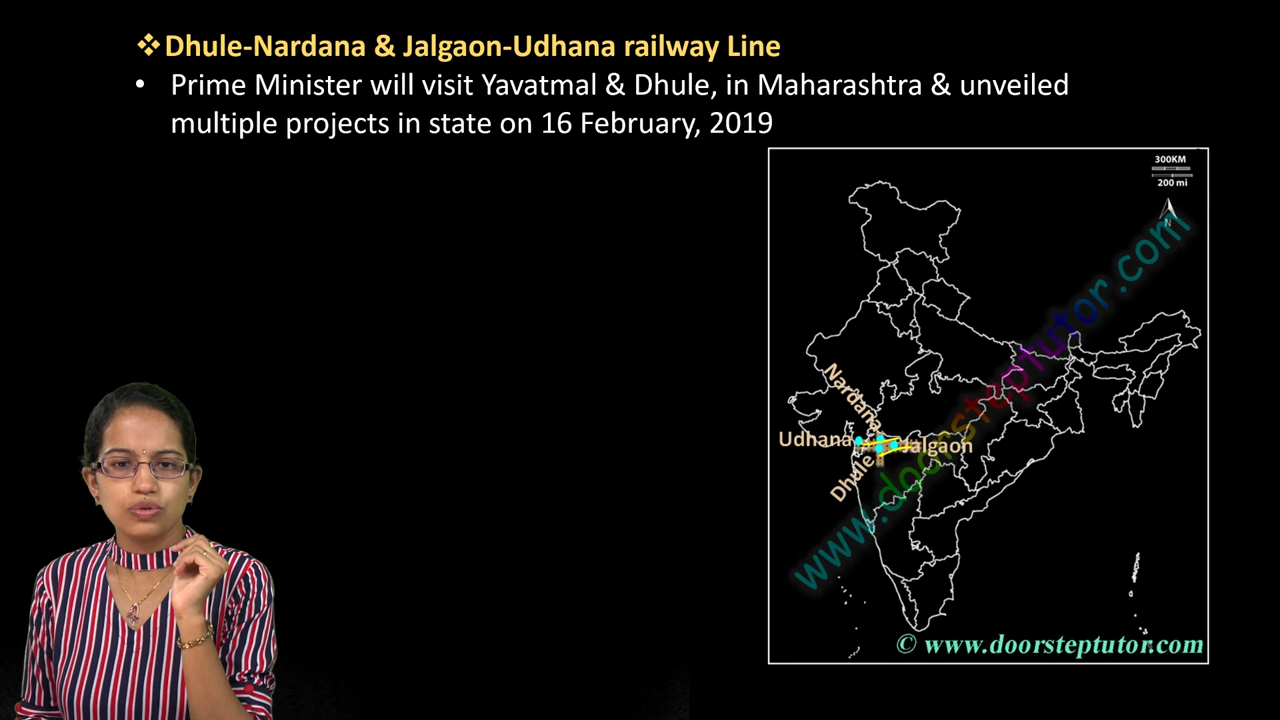 ❖Dhule-Nardana & Jalgaon-Udhana railway Line
• Prime Minister will visit Yavatmal & Dhule, in Maharashtra & unveiled
multiple projects in state on 16 February, 2019
300KM
200 mi
N
www.doorsteptutor.com
Nardana
Udhana
Jalgaon
Dhule
© www.doorsteptutor.com